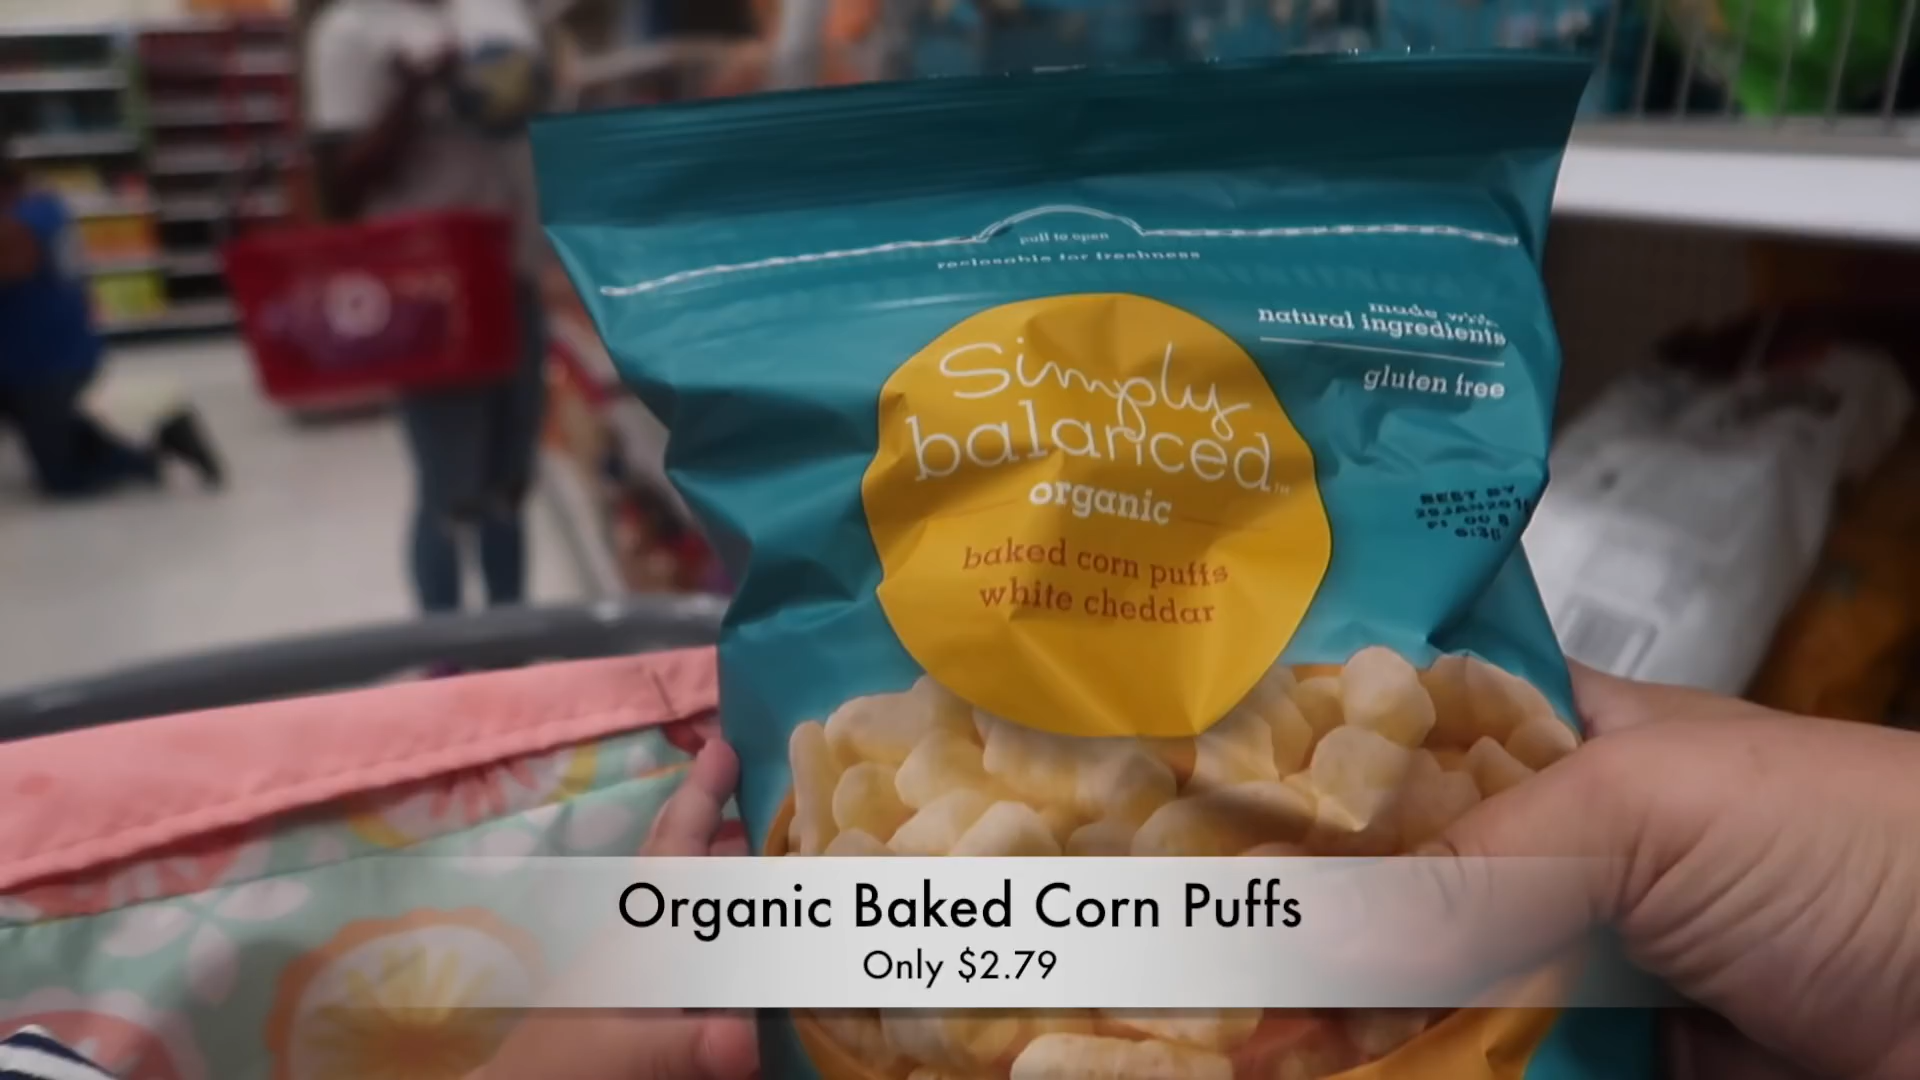 pull to open
reclosable for freshness
made with
natural ingredients
gluten free
Simply
balanced
organic
baked corn puffs
white cheddar
BEST BY
Organic Baked Corn Puffs
Only $2.79